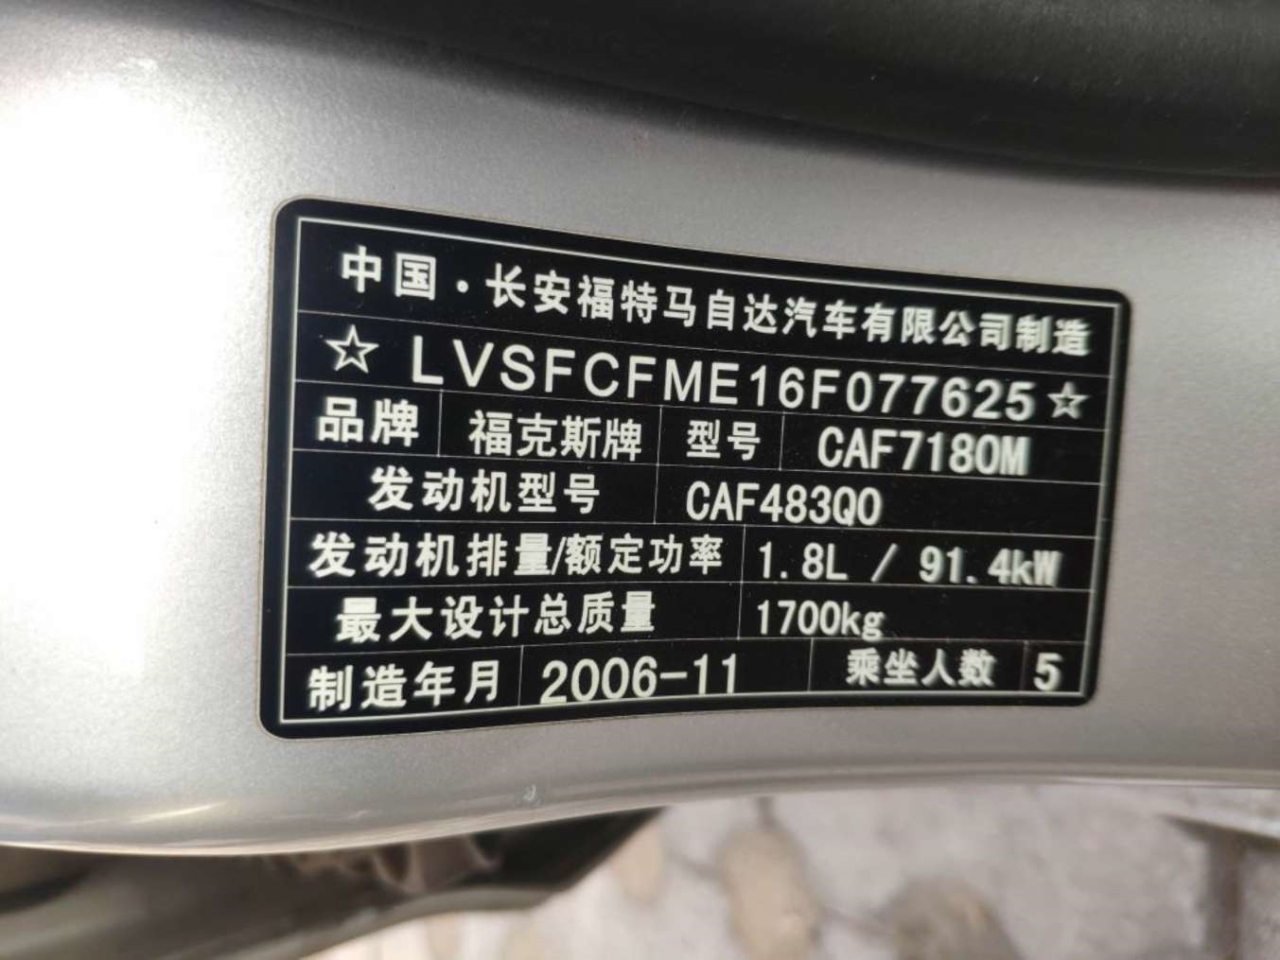 中国·长安福特马自达汽车有限公司制造
☆ LVSFCFME16F077625 ☆
品牌 福克斯牌 型号 CAF7180M
发动机型号 CAF483Q0
发动机排量/额定功率 1.8L / 91.4kW
最大设计总质量 1700kg
制造年月 2006-11 乘坐人数 5